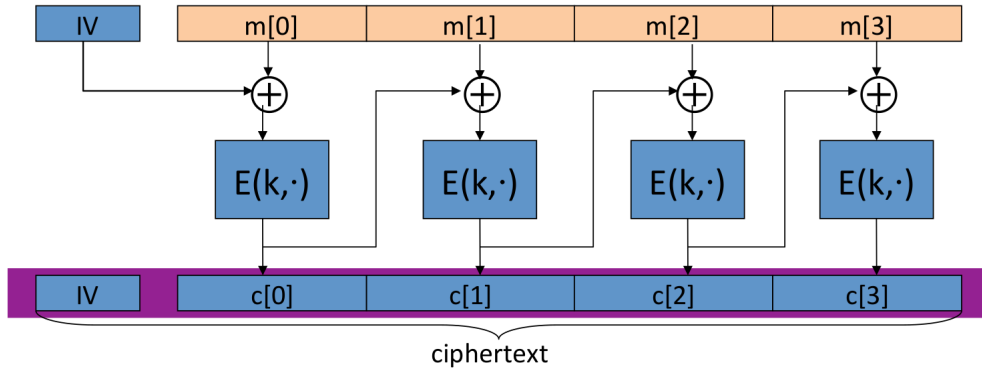 IV m[0] m[1] m[2] m[3]
E(k,·) E(k,·) E(k,·) E(k,·)
IV c[0] c[1] c[2] c[3]
ciphertext